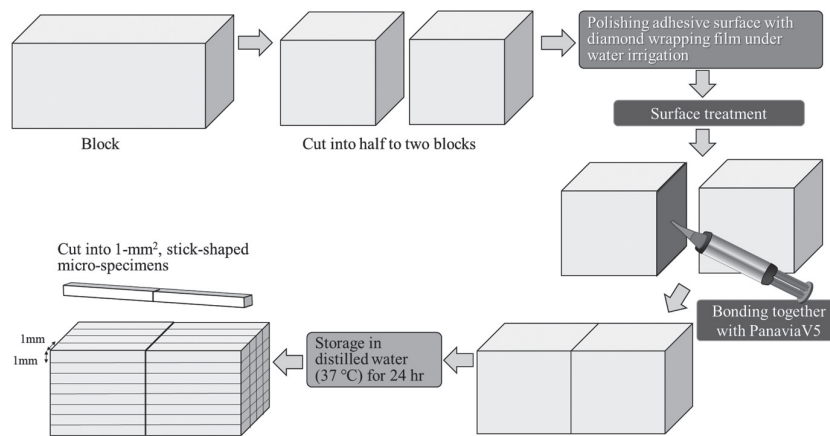 Block
Cut into half to two blocks
Polishing adhesive surface with
diamond wrapping film under
water irrigation
Surface treatment
Bonding together
with PanaviaV5
Storage in
distilled water
(37 °C) for 24 hr
Cut into 1-mm², stick-shaped
micro-specimens
1mm
1mm